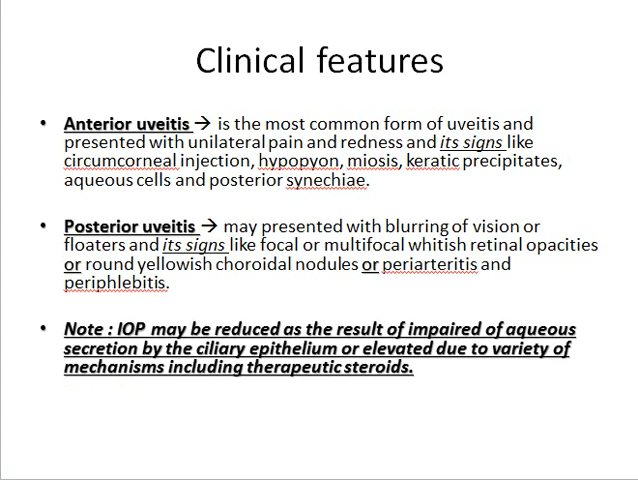 Clinical features
• Anterior uveitis → is the most common form of uveitis and
presented with unilateral pain and redness and its signs like
circumcorneal injection, hypopyon, miosis, keratic precipitates,
aqueous cells and posterior synechiae.
• Posterior uveitis → may presented with blurring of vision or
floaters and its signs like focal or multifocal whitish retinal opacities
or round yellowish choroidal nodules or periarteritis and
periphlebitis.
• Note : IOP may be reduced as the result of impaired of aqueous
secretion by the ciliary epithelium or elevated due to variety of
mechanisms including therapeutic steroids.